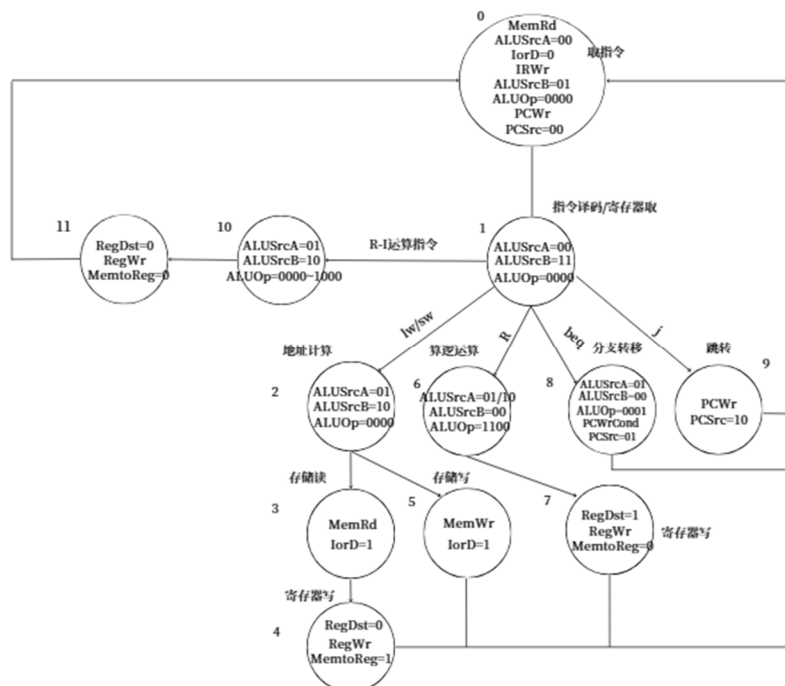 0
MemRd
ALUSrcA=00
IorD=0
取指令
IRWr
ALUSrcB=01
ALUOp=0000
PCWr
PCSrc=00
指令译码/寄存器取
1
ALUSrcA=00
ALUSrcB=11
ALUOp=0000
R-I运算指令
10
ALUSrcA=01
ALUSrcB=10
ALUOp=0000~1000
11
RegDst=0
RegWr
MemtoReg=0
lw/sw
R
beq
j
地址计算
2
ALUSrcA=01
ALUSrcB=10
ALUOp=0000
算逻运算
6
ALUSrcA=01/10
ALUSrcB=00
ALUOp=1100
分支转移
8
ALUSrcA=01
ALUSrcB=00
ALUOp=0001
PCWrCond
PCSrc=01
跳转
9
PCWr
PCSrc=10
存储读
3
MemRd
IorD=1
存储写
5
MemWr
IorD=1
7
RegDst=1
RegWr
MemtoReg=0
寄存器写
寄存器写
4
RegDst=0
RegWr
MemtoReg=1